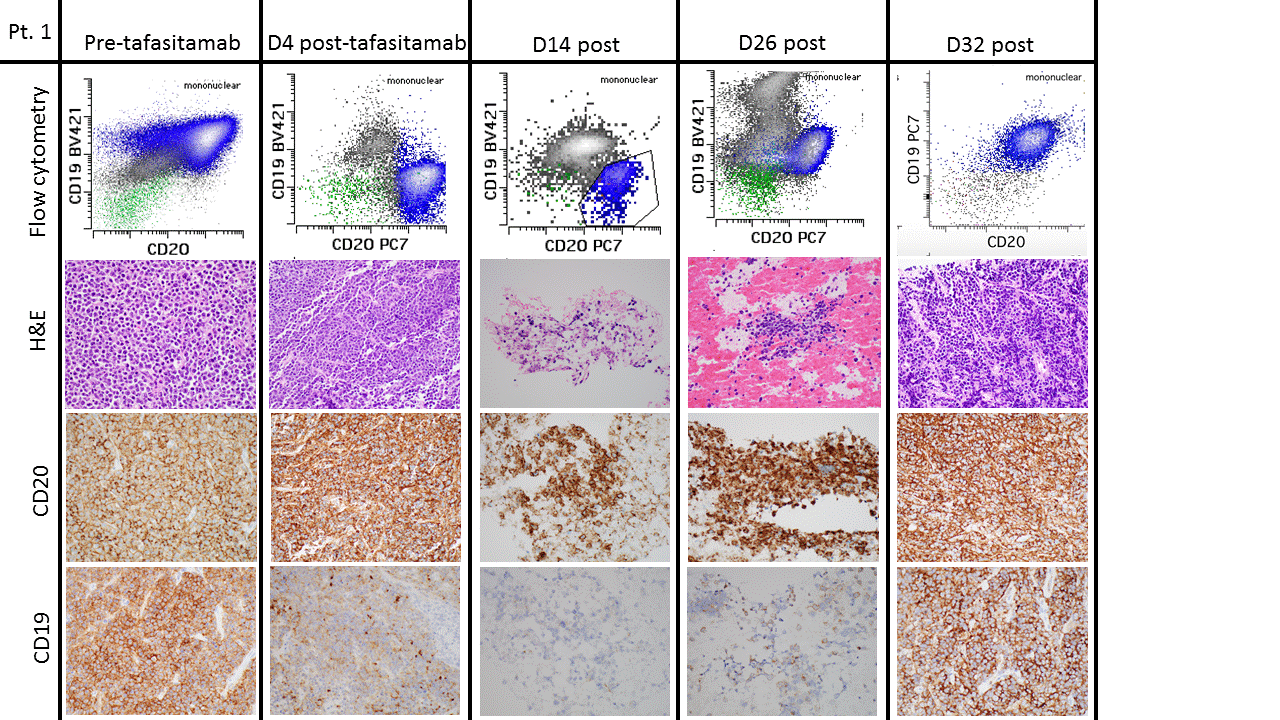 Pt. 1
Pre-tafasitamab
D4 post-tafasitamab
D14 post
D26 post
D32 post
Flow cytometry
mononuclear
CD19 BV421
CD20
mononuclear
CD19 BV421
CD20 PC7
mononuclear
CD19 BV421
CD20 PC7
mononuclear
CD19 BV421
CD20 PC7
mononuclear
CD19 PC7
CD20
H&E
CD20
CD19